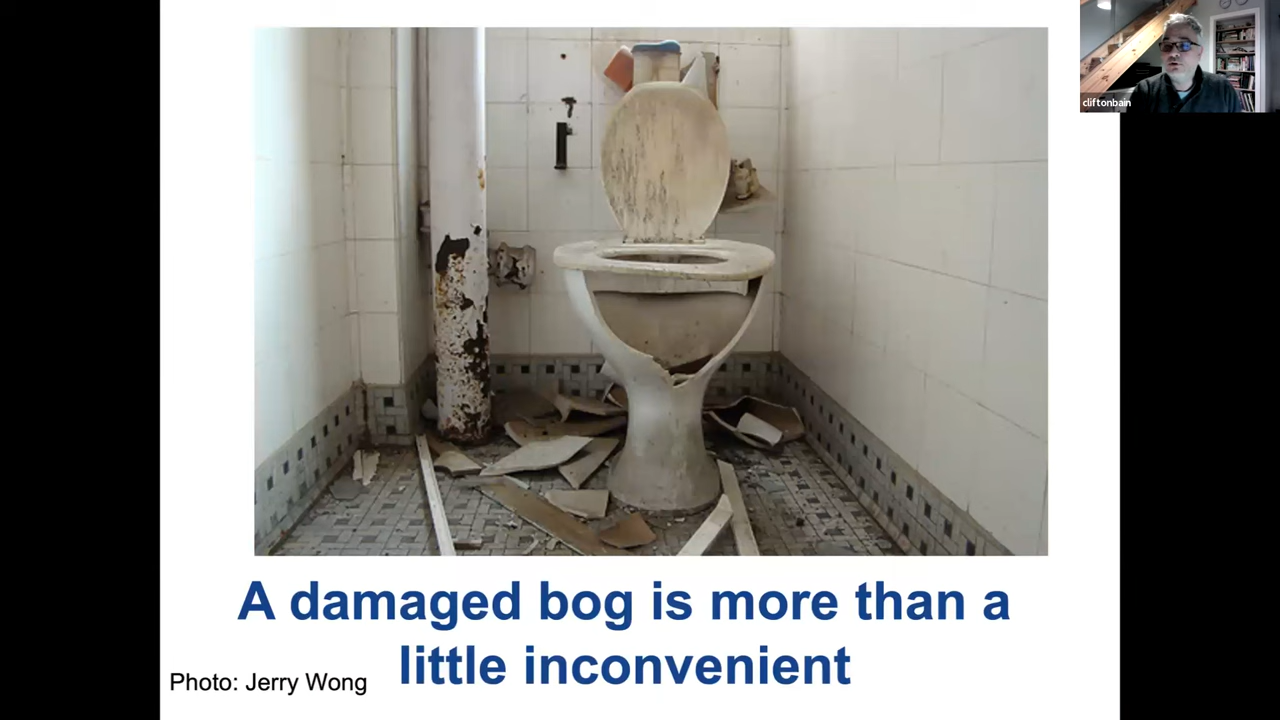 cliftonbain
A damaged bog is more than a
little inconvenient
Photo: Jerry Wong